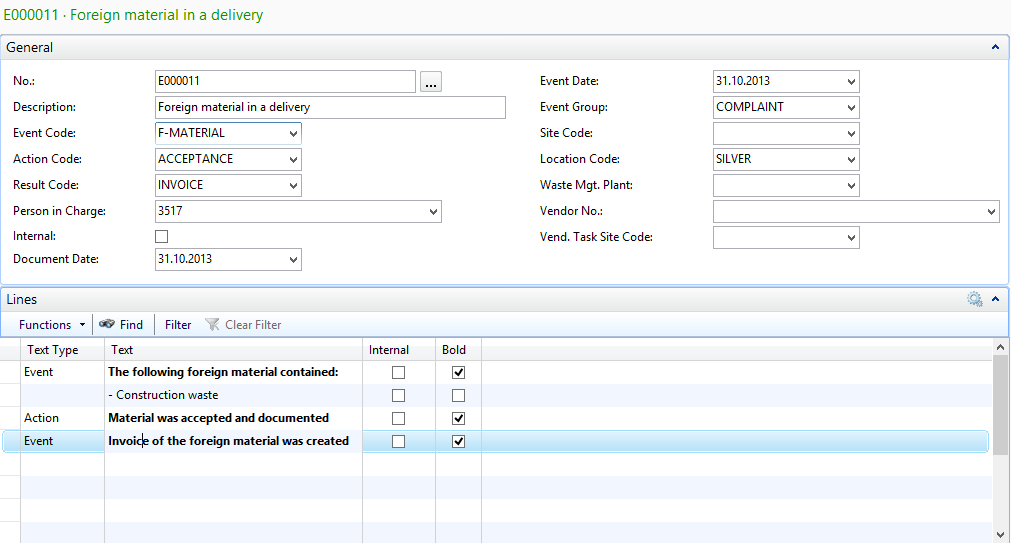 E000011 · Foreign material in a delivery
General
No.: E000011 ... Event Date: 31.10.2013
Description: Foreign material in a delivery Event Group: COMPLAINT
Event Code: F-MATERIAL Site Code:
Action Code: ACCEPTANCE Location Code: SILVER
Result Code: INVOICE Waste Mgt. Plant:
Person in Charge: 3517 Vendor No.:
Internal: Vend. Task Site Code:
Document Date: 31.10.2013
Lines
Functions Find Filter Clear Filter
Text Type Text Internal Bold
Event The following foreign material contained:
- Construction waste
Action Material was accepted and documented
Event Invoice of the foreign material was created